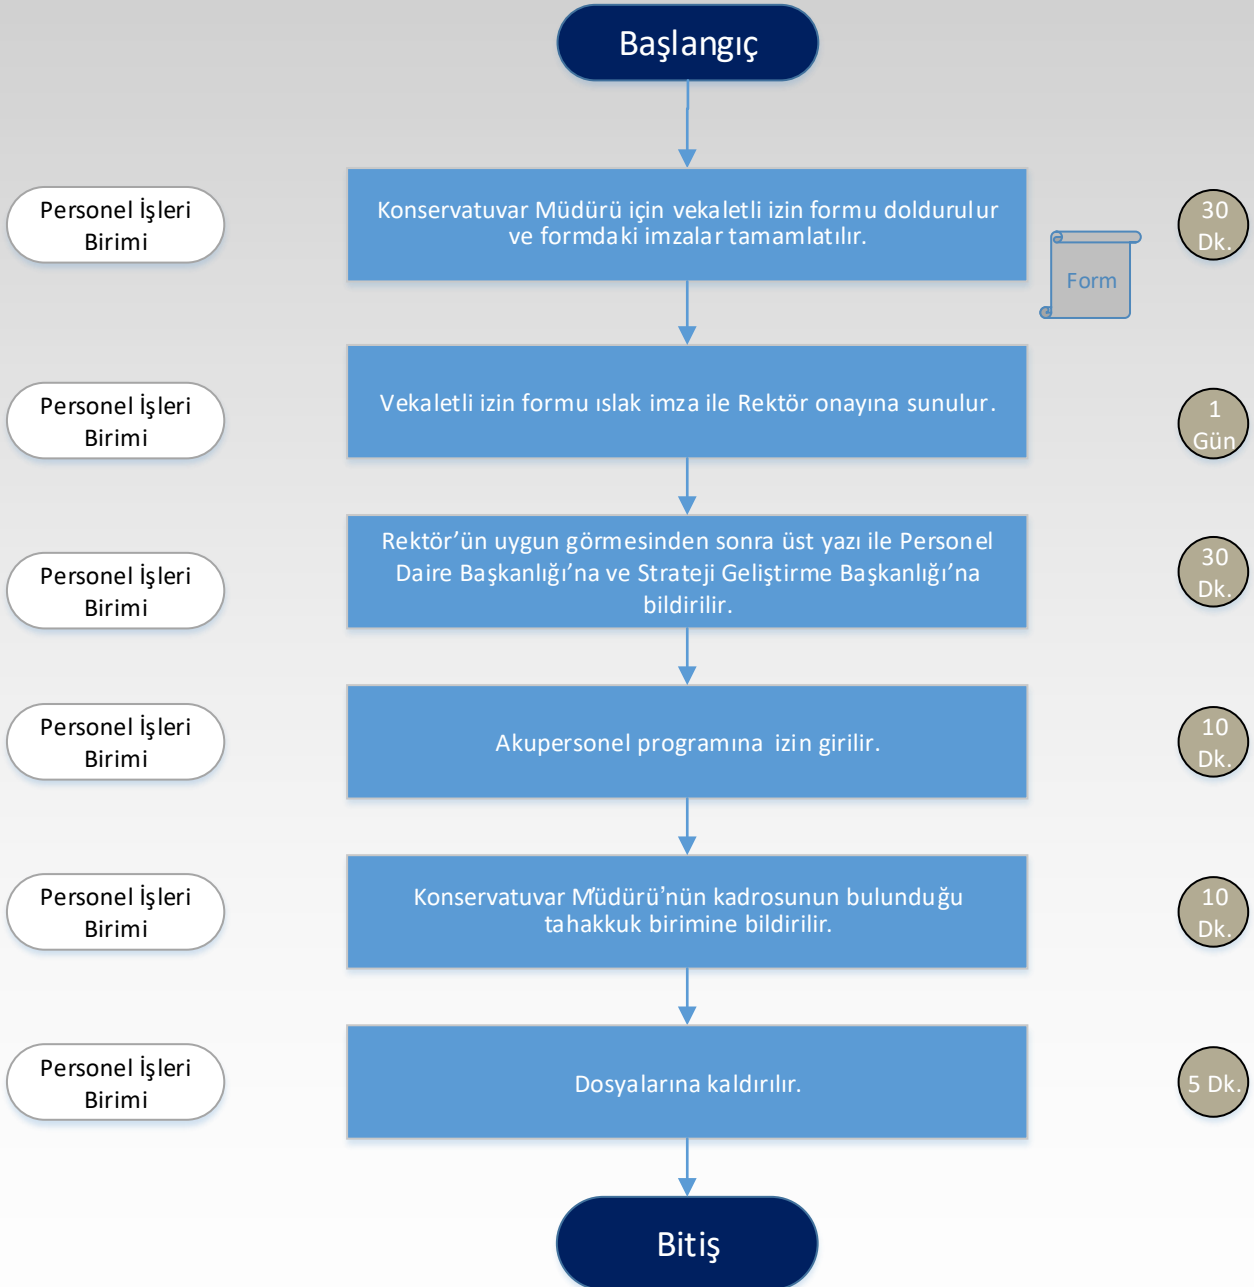 Başlangıç
Personel İşleri
Birimi
Konservatuvar Müdürü için vekaletli izin formu doldurulur
ve formdaki imzalar tamamlatılır.
Form
30
Dk.
Personel İşleri
Birimi
Vekaletli izin formu ıslak imza ile Rektör onayına sunulur.
1
Gün
Personel İşleri
Birimi
Rektör’ün uygun görmesinden sonra üst yazı ile Personel
Daire Başkanlığı’na ve Strateji Geliştirme Başkanlığı’na
bildirilir.
30
Dk.
Personel İşleri
Birimi
Akupersonel programına izin girilir.
10
Dk.
Personel İşleri
Birimi
Konservatuvar Müdürü’nün kadrosunun bulunduğu
tahakkuk birimine bildirilir.
10
Dk.
Personel İşleri
Birimi
Dosyalarına kaldırılır.
5 Dk.
Bitiş